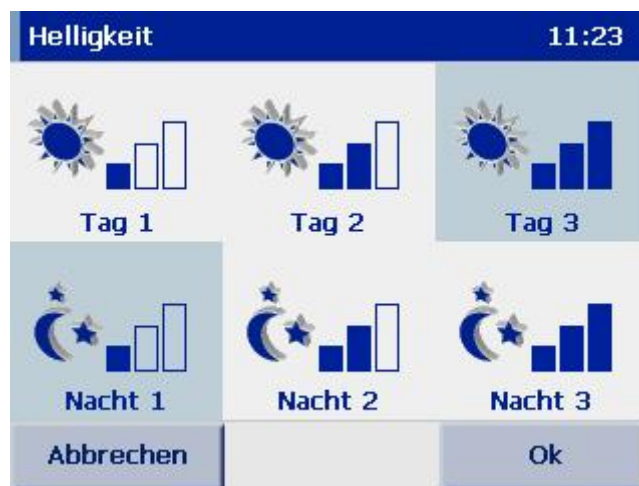 Helligkeit 11:23
Tag 1 Tag 2 Tag 3
Nacht 1 Nacht 2 Nacht 3
Abbrechen Ok